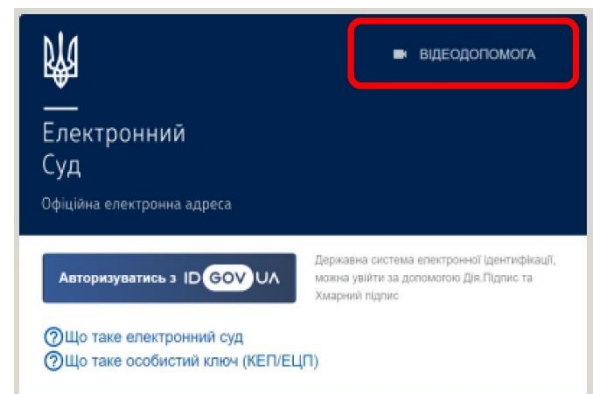 ВІДЕОДОПОМОГА
Електронний
Суд
Офіційна електронна адреса
Авторизуватись з ID GOV UA
Державна система електронної ідентифікації,
можна увійти за допомогою Дія.Підпис та
Хмарний підпис
Що таке електронний суд
Що таке особистий ключ (КЕП/ЕЦП)